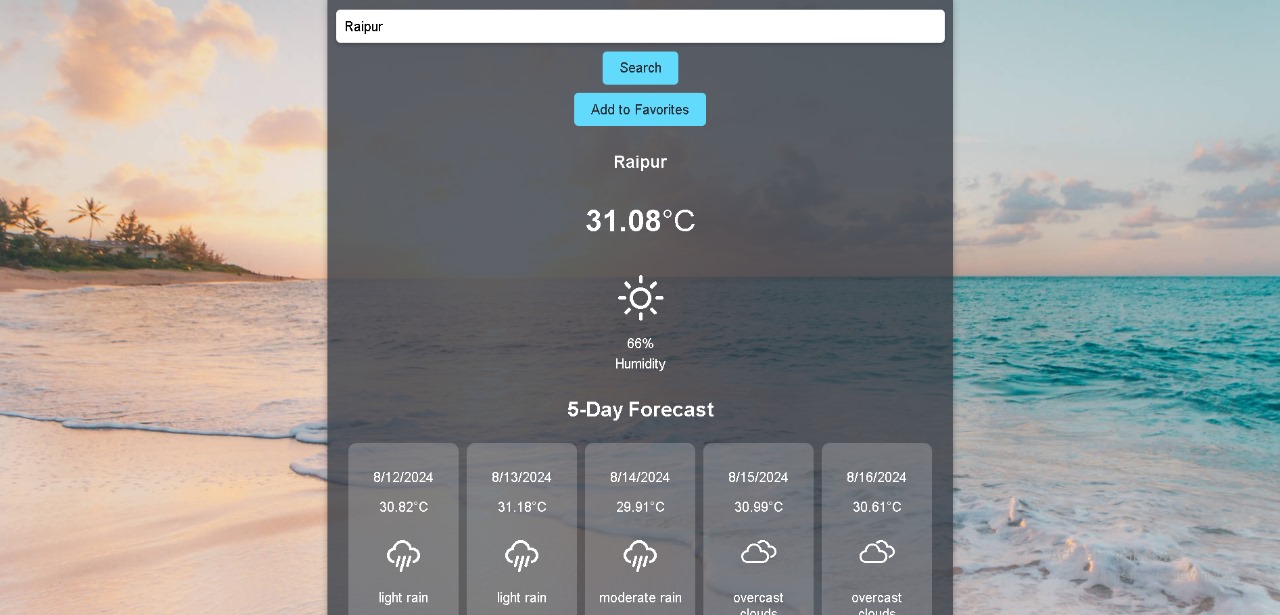 Raipur
Search
Add to Favorites
Raipur
31.08°C
66%
Humidity
5-Day Forecast
8/12/2024
30.82°C
light rain
8/13/2024
31.18°C
light rain
8/14/2024
29.91°C
moderate rain
8/15/2024
30.99°C
overcast
clouds
8/16/2024
30.61°C
overcast
clouds